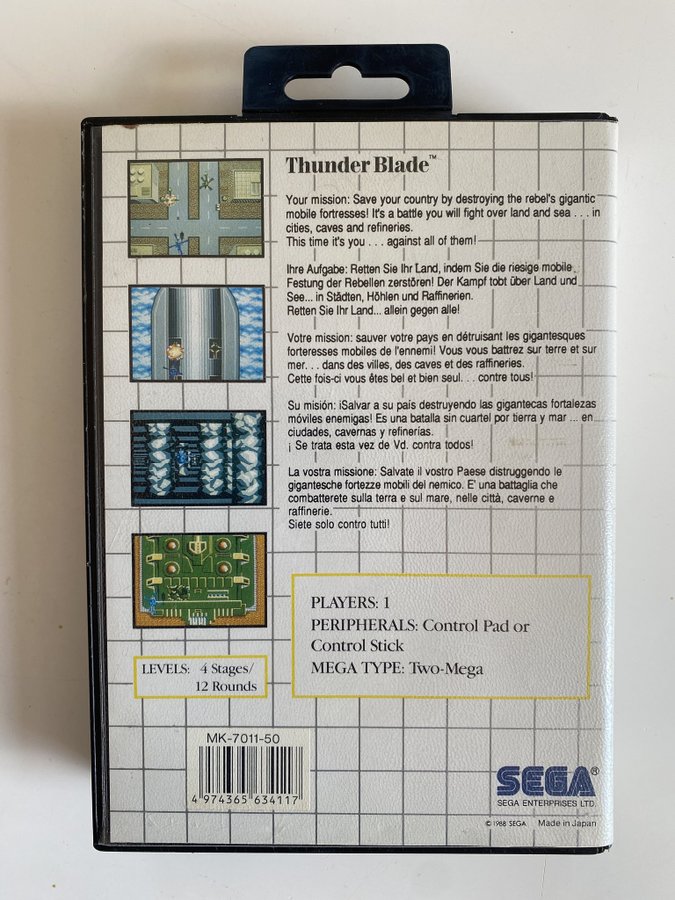 Thunder Blade™
Your mission: Save your country by destroying the rebel's gigantic
mobile fortresses! It's a battle you will fight over land and sea . . . in
cities, caves and refineries.
This time it's you . . . against all of them!
Ihre Aufgabe: Retten Sie Ihr Land, indem Sie die riesige mobile
Festung der Rebellen zerstören! Der Kampf tobt über Land und
See... in Städten, Höhlen und Raffinerien.
Retten Sie Ihr Land... allein gegen alle!
Votre mission: sauver votre pays en détruisant les gigantesques
forteresses mobiles de l'ennemi! Vous vous battrez sur terre et sur
mer. . . dans des villes, des caves et des raffineries.
Cette fois-ci vous êtes bel et bien seul. . . contre tous!
Su misión: ¡Salvar a su país destruyendo las gigantecas fortalezas
móviles enemigas! Es una batalla sin cuartel por tierra y mar ... en
ciudades, cavernas y refinerías.
¡ Se trata esta vez de Vd. contra todos!
La vostra missione: Salvate il vostro Paese distruggendo le
gigantesche fortezze mobili del nemico. E' una battaglia che
combatterete sulla terra e sul mare, nelle città, caverne e
raffinerie.
Siete solo contro tutti!
PLAYERS: 1
PERIPHERALS: Control Pad or
Control Stick
MEGA TYPE: Two-Mega
LEVELS: 4 Stages/
12 Rounds
MK-7011-50
4 974365 634117
SEGA®
SEGA ENTERPRISES LTD.
© 1988 SEGA Made in Japan